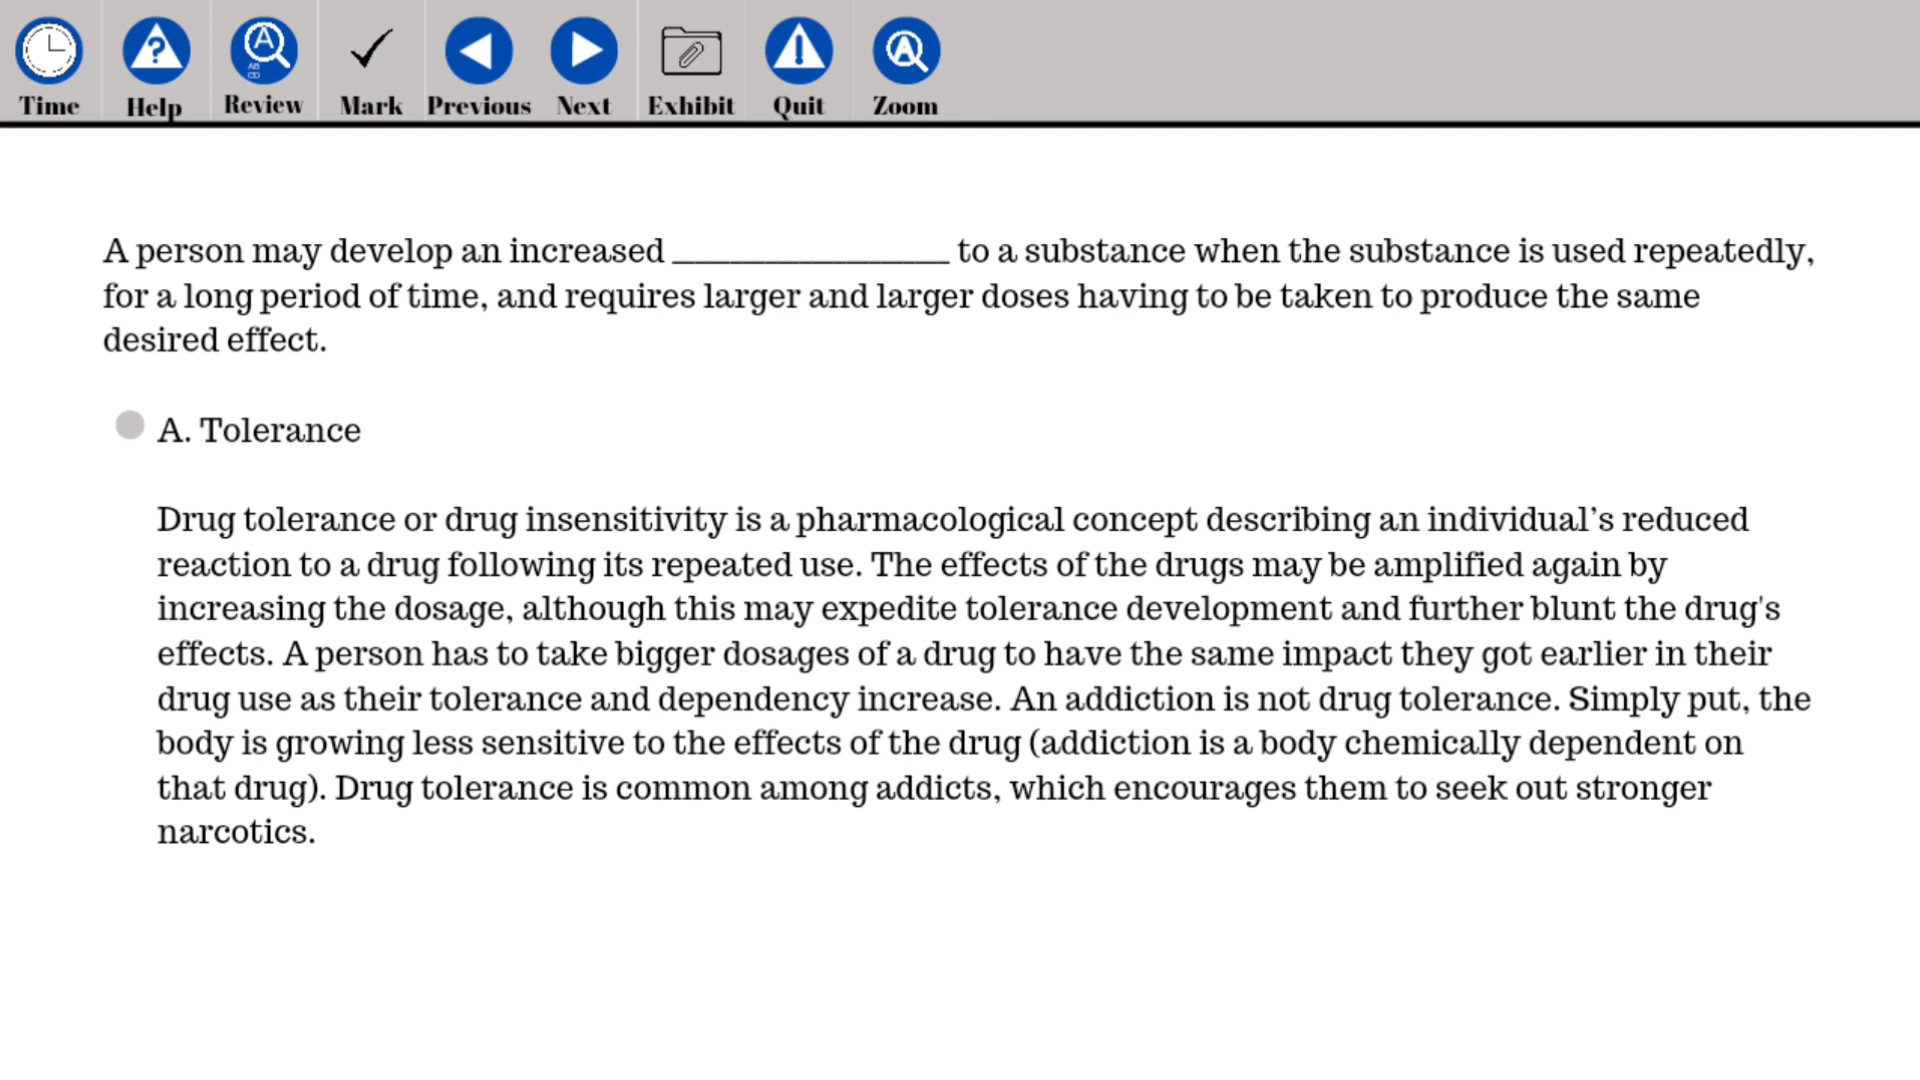 Time Help Review Mark Previous Next Exhibit Quit Zoom
A person may develop an increased ________________ to a substance when the substance is used repeatedly,
for a long period of time, and requires larger and larger doses having to be taken to produce the same
desired effect.
A. Tolerance
Drug tolerance or drug insensitivity is a pharmacological concept describing an individual’s reduced
reaction to a drug following its repeated use. The effects of the drugs may be amplified again by
increasing the dosage, although this may expedite tolerance development and further blunt the drug's
effects. A person has to take bigger dosages of a drug to have the same impact they got earlier in their
drug use as their tolerance and dependency increase. An addiction is not drug tolerance. Simply put, the
body is growing less sensitive to the effects of the drug (addiction is a body chemically dependent on
that drug). Drug tolerance is common among addicts, which encourages them to seek out stronger
narcotics.